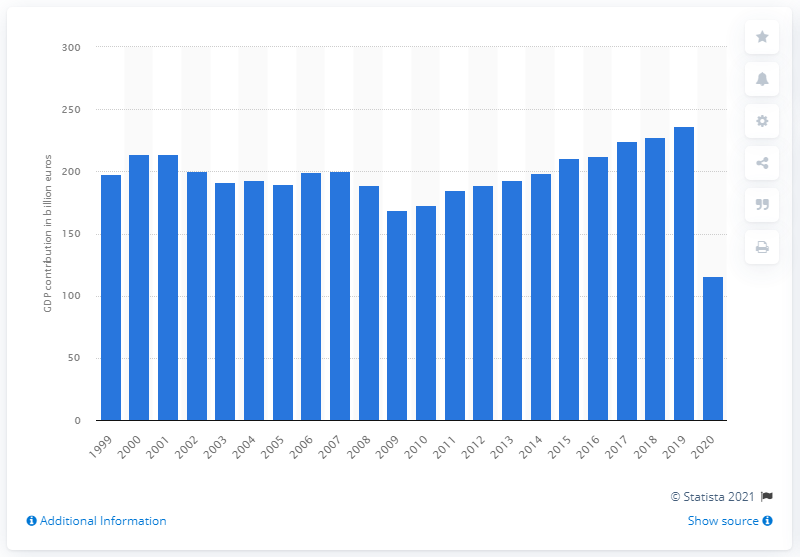 300
250
200
150
100
50
0
GDP contribution in billion euros
1999 2000 2001 2002 2003 2004 2005 2006 2007 2008 2009 2010 2011 2012 2013 2014 2015 2016 2017 2018 2019 2020
© Statista 2021
Additional Information
Show source